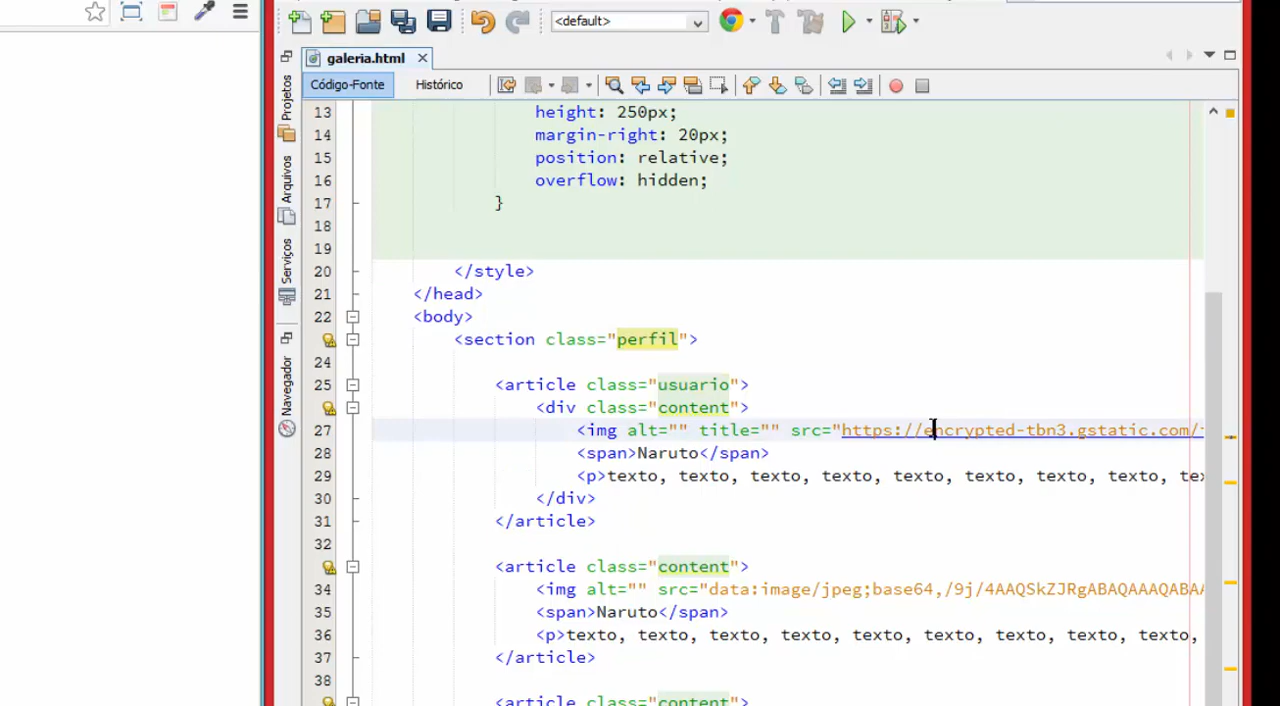 <default>
galeria.html
Código-Fonte
Histórico
Projetos
Arquivos
Serviços
Navegador
13 height: 250px;
14 margin-right: 20px;
15 position: relative;
16 overflow: hidden;
17 }
18
19
20 </style>
21 </head>
22 <body>
<section class="perfil">
24
25 <article class="usuario">
<div class="content">
27 <img alt="" title="" src="https://encrypted-tbn3.gstatic.com/
28 <span>Naruto</span>
29 <p>texto, texto, texto, texto, texto, texto, texto, texto, tex
30 </div>
31 </article>
32
<article class="content">
34 <img alt="" src="data:image/jpeg;base64,/9j/4AAQSkZJRgABAQAAAQABAA
35 <span>Naruto</span>
36 <p>texto, texto, texto, texto, texto, texto, texto, texto,
37 </article>
38
<article class="content">